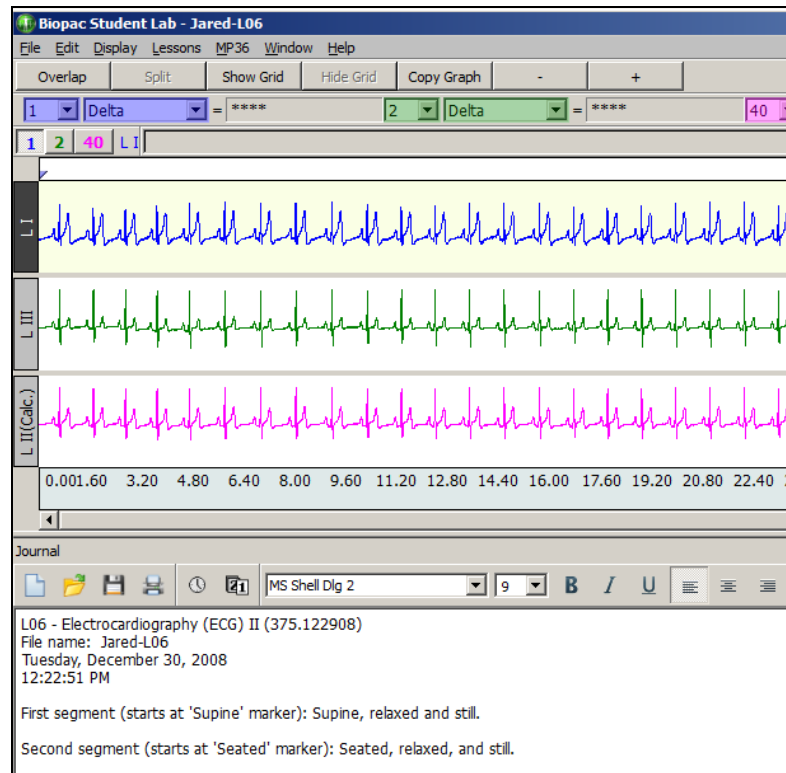 Biopac Student Lab - Jared-L06
File Edit Display Lessons MP36 Window Help
Overlap Split Show Grid Hide Grid Copy Graph - +
1 Delta = **** 2 Delta = **** 40
1 2 40 L I
L I
L III
L II(Calc.)
0.001.60 3.20 4.80 6.40 8.00 9.60 11.20 12.80 14.40 16.00 17.60 19.20 20.80 22.40
Journal
MS Shell Dlg 2 9 B I U
L06 - Electrocardiography (ECG) II (375.122908)
File name: Jared-L06
Tuesday, December 30, 2008
12:22:51 PM
First segment (starts at 'Supine' marker): Supine, relaxed and still.
Second segment (starts at 'Seated' marker): Seated, relaxed, and still.